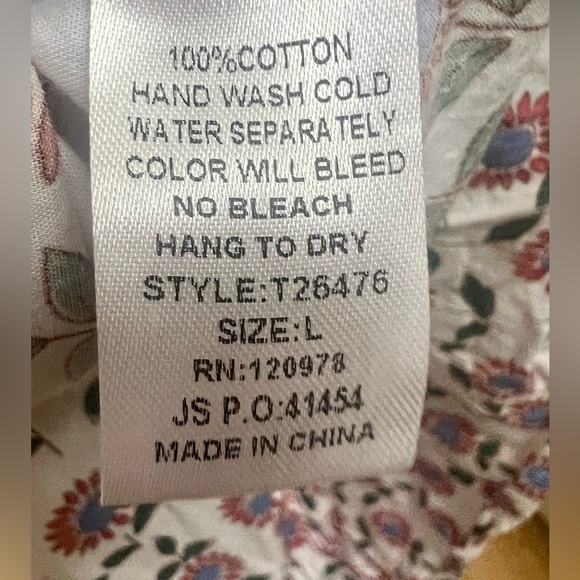 100%COTTON
HAND WASH COLD
WATER SEPARATELY
COLOR WILL BLEED
NO BLEACH
HANG TO DRY
STYLE:T26476
SIZE:L
RN:120978
JS P.O:41454
MADE IN CHINA